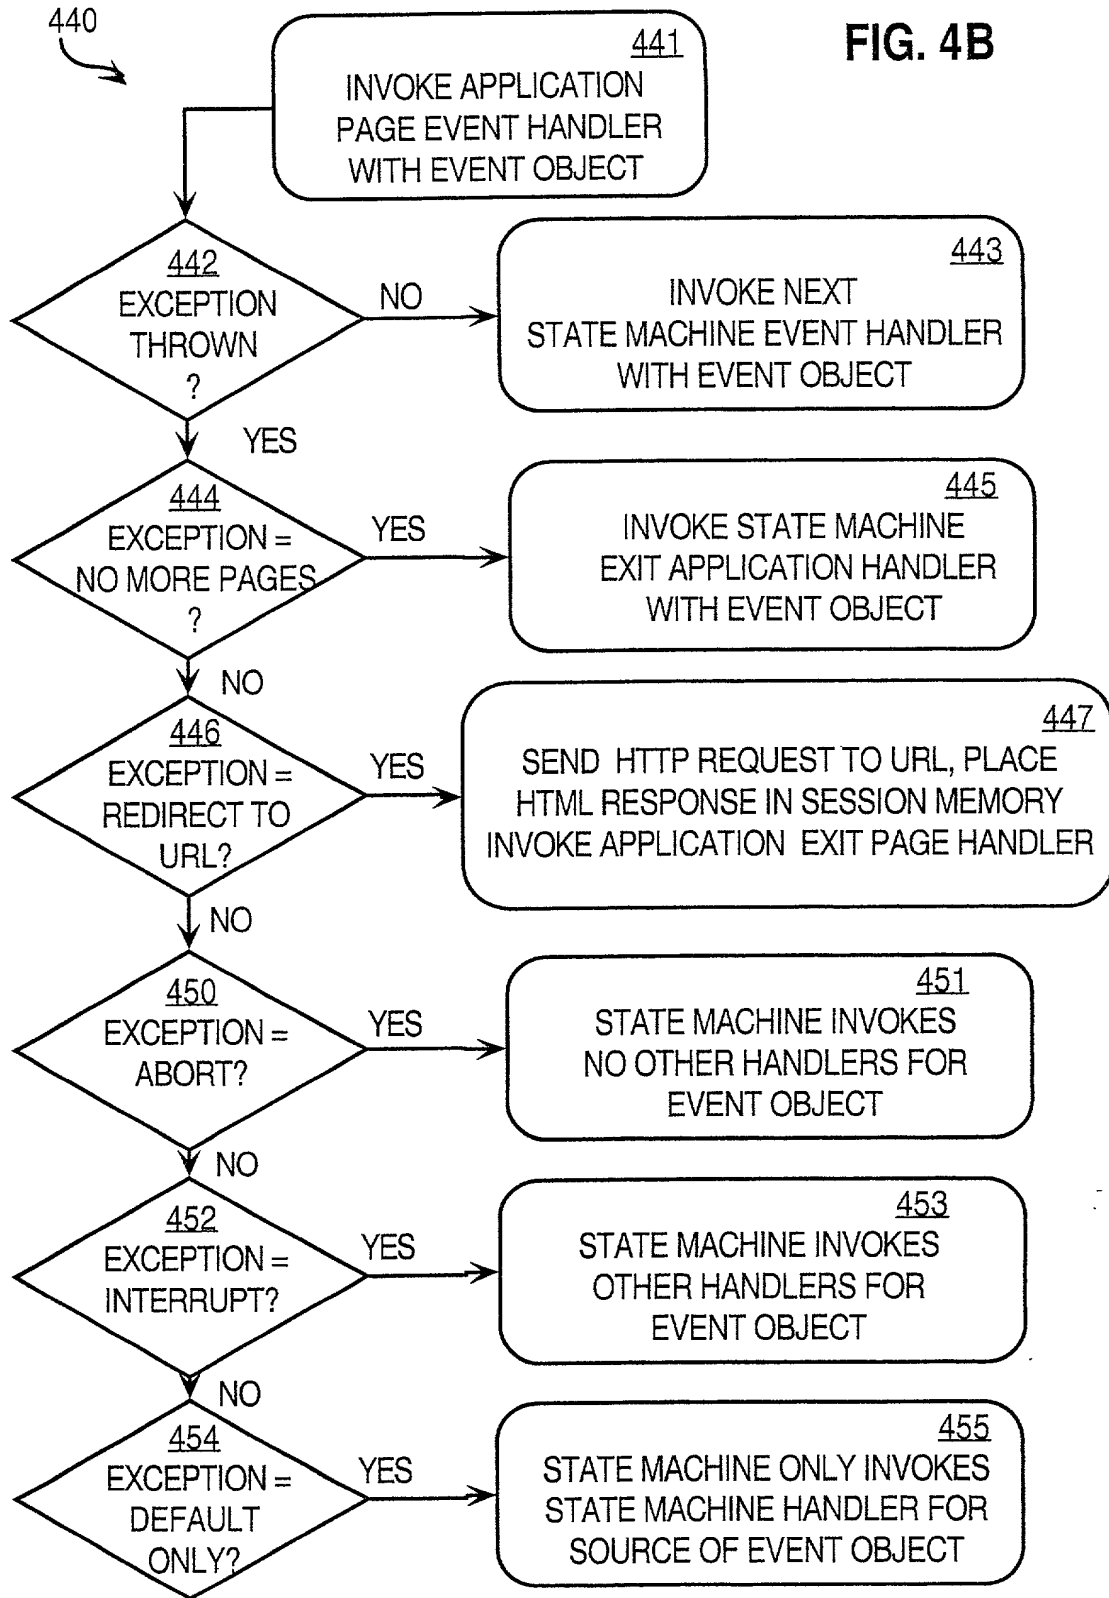 440
FIG. 4B
441
INVOKE APPLICATION
PAGE EVENT HANDLER
WITH EVENT OBJECT
442
EXCEPTION
THROWN
?
NO
443
INVOKE NEXT
STATE MACHINE EVENT HANDLER
WITH EVENT OBJECT
YES
444
EXCEPTION =
NO MORE PAGES
?
YES
445
INVOKE STATE MACHINE
EXIT APPLICATION HANDLER
WITH EVENT OBJECT
NO
446
EXCEPTION =
REDIRECT TO
URL?
YES
447
SEND HTTP REQUEST TO URL, PLACE
HTML RESPONSE IN SESSION MEMORY
INVOKE APPLICATION EXIT PAGE HANDLER
NO
450
EXCEPTION =
ABORT?
YES
451
STATE MACHINE INVOKES
NO OTHER HANDLERS FOR
EVENT OBJECT
NO
452
EXCEPTION =
INTERRUPT?
YES
453
STATE MACHINE INVOKES
OTHER HANDLERS FOR
EVENT OBJECT
NO
454
EXCEPTION =
DEFAULT
ONLY?
YES
455
STATE MACHINE ONLY INVOKES
STATE MACHINE HANDLER FOR
SOURCE OF EVENT OBJECT